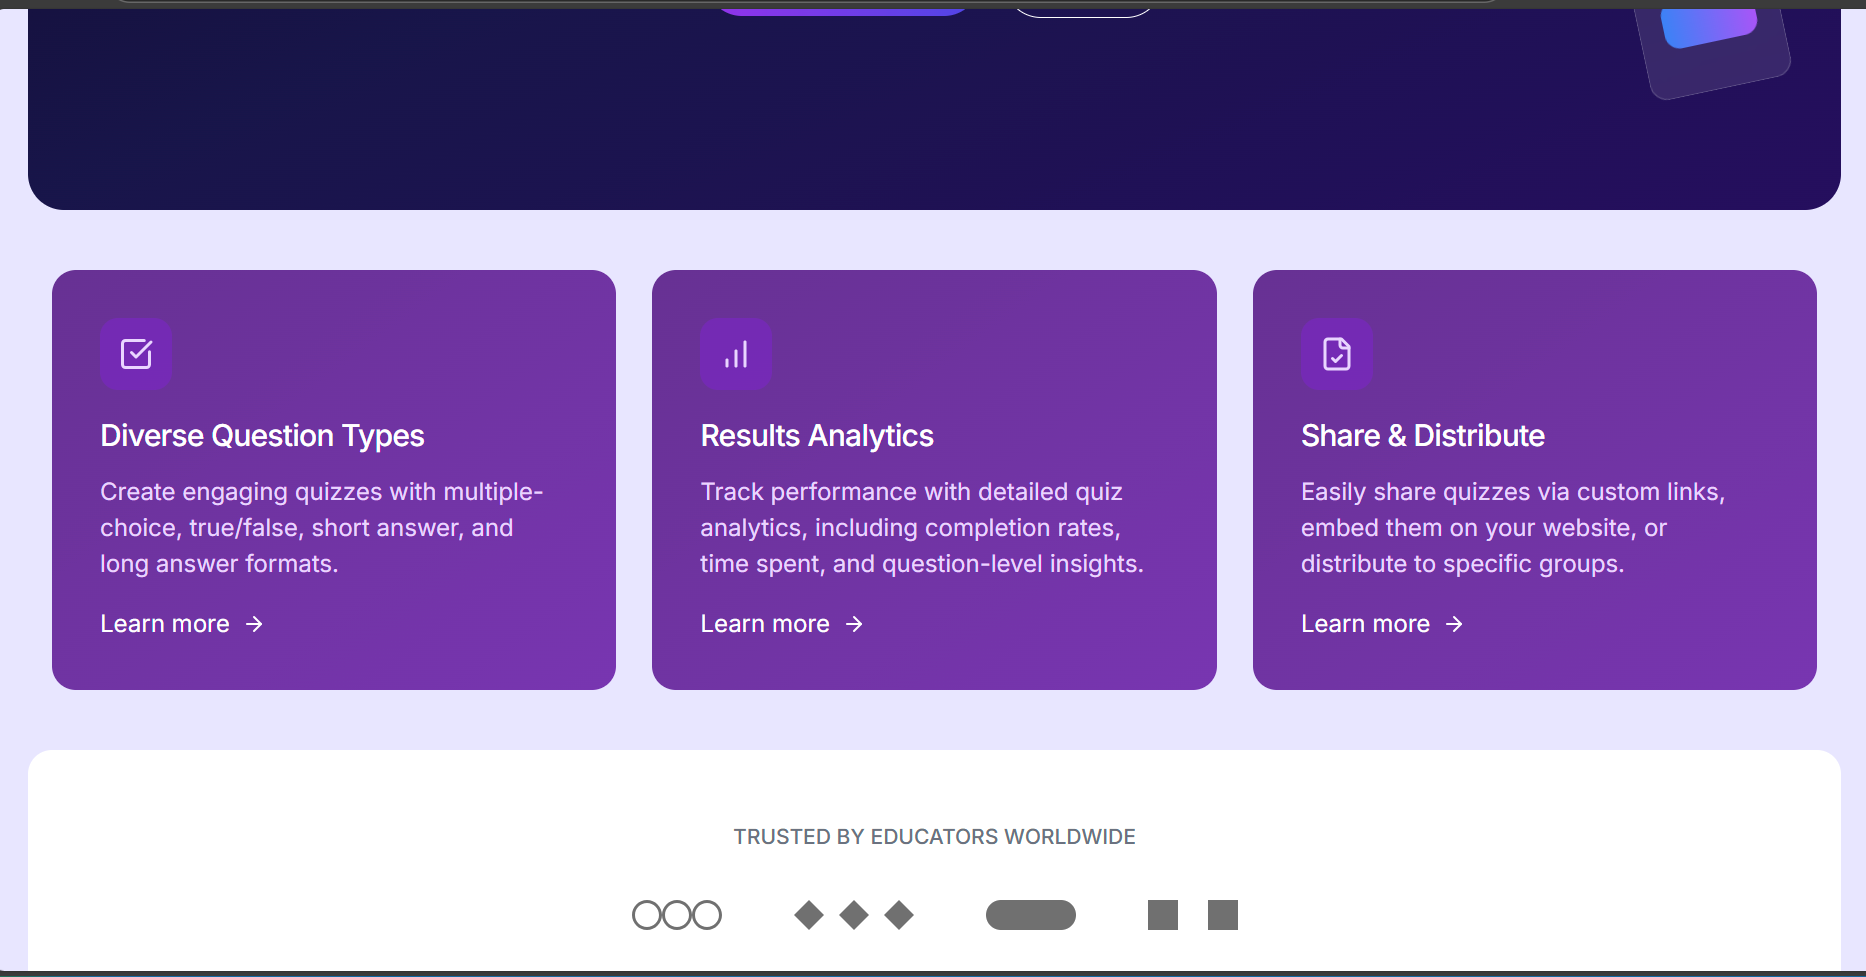 Diverse Question Types
Create engaging quizzes with multiple-
choice, true/false, short answer, and
long answer formats.
Learn more
Results Analytics
Track performance with detailed quiz
analytics, including completion rates,
time spent, and question-level insights.
Learn more
Share & Distribute
Easily share quizzes via custom links,
embed them on your website, or
distribute to specific groups.
Learn more
TRUSTED BY EDUCATORS WORLDWIDE